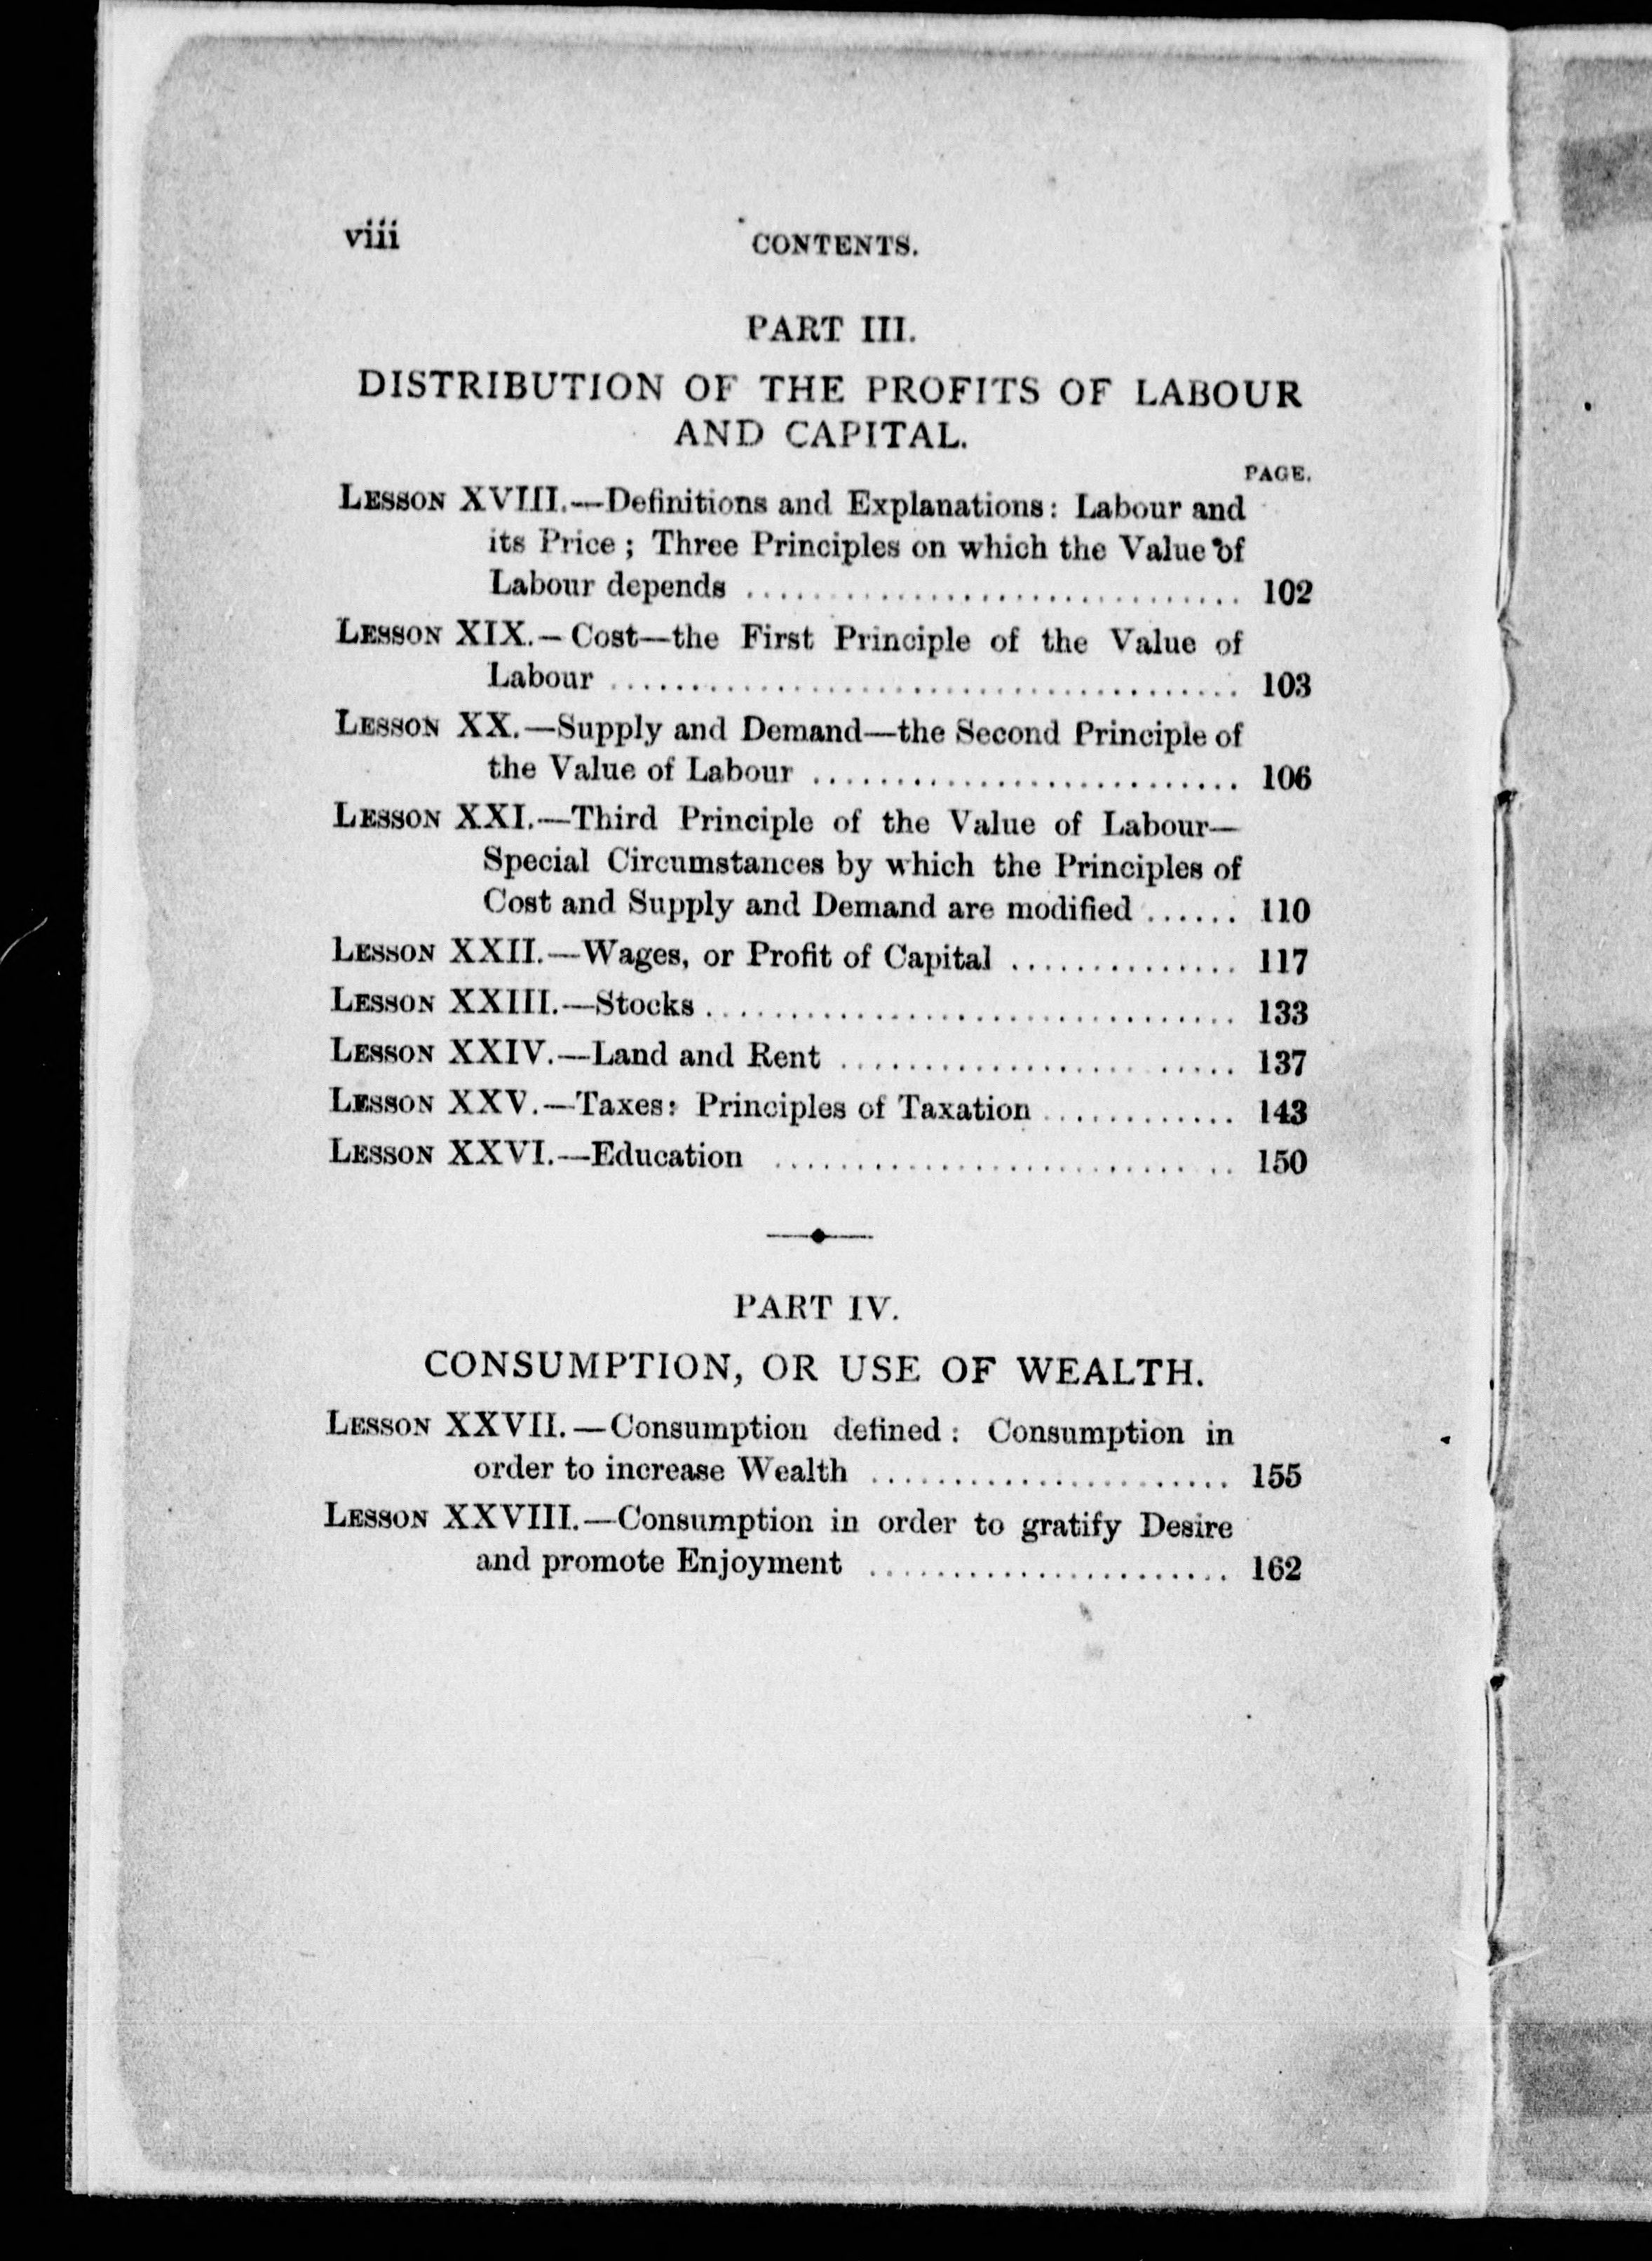 viii CONTENTS.
PART III.
DISTRIBUTION OF THE PROFITS OF LABOUR
AND CAPITAL.
PAGE.
LESSON XVIII.—Definitions and Explanations: Labour and
its Price; Three Principles on which the Value of
Labour depends .............................. 102
LESSON XIX.—Cost—the First Principle of the Value of
Labour ...................................... 103
LESSON XX.—Supply and Demand—the Second Principle of
the Value of Labour .......................... 106
LESSON XXI.—Third Principle of the Value of Labour—
Special Circumstances by which the Principles of
Cost and Supply and Demand are modified ...... 110
LESSON XXII.—Wages, or Profit of Capital .............. 117
LESSON XXIII.—Stocks ................................ 133
LESSON XXIV.—Land and Rent ........................ 137
LESSON XXV.—Taxes: Principles of Taxation ............ 143
LESSON XXVI.—Education ............................ 150
PART IV.
CONSUMPTION, OR USE OF WEALTH.
LESSON XXVII.—Consumption defined: Consumption in
order to increase Wealth ...................... 155
LESSON XXVIII.—Consumption in order to gratify Desire
and promote Enjoyment ...................... 162